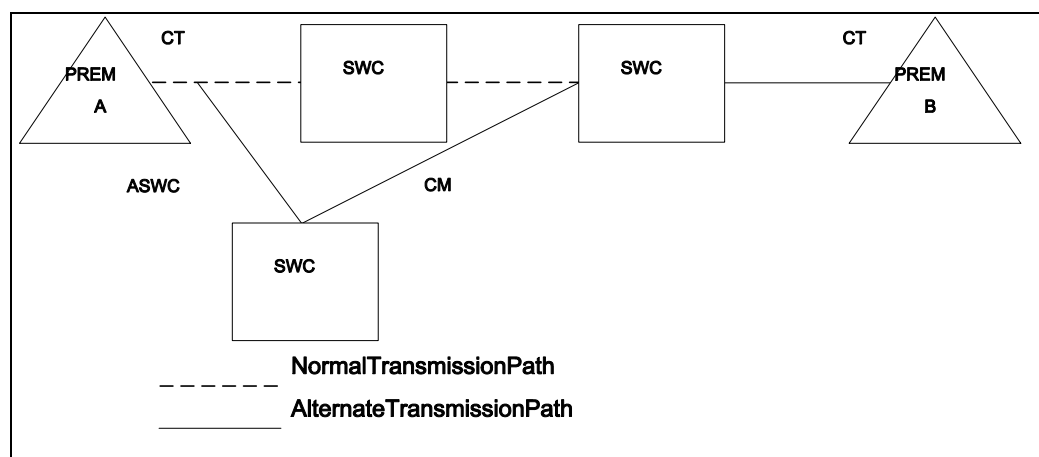 CT
CT
PREM
A
SWC
SWC
PREM
B
ASWC
CM
SWC
NormalTransmissionPath
AlternateTransmissionPath